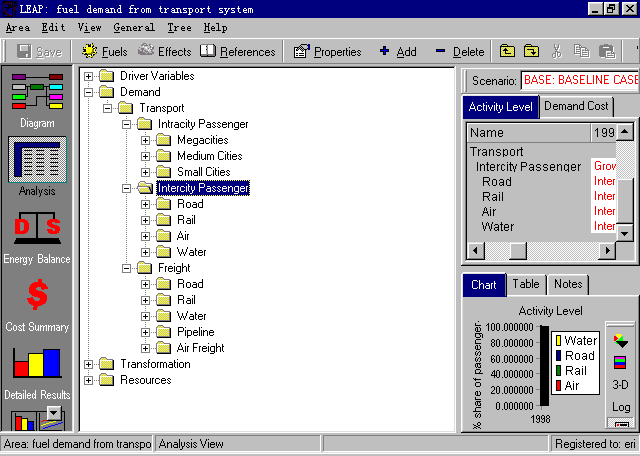 LEAP: fuel demand from transport system
Area Edit View General Tree Help
Save Fuels Effects References Properties Add Delete
Diagram
Analysis
D S
Energy Balance
$
Cost Summary
Detailed Results
Driver Variables
Demand
Transport
Intracity Passenger
Megacities
Medium Cities
Small Cities
Intercity Passenger
Road
Rail
Air
Water
Freight
Road
Rail
Water
Pipeline
Air Freight
Transformation
Resources
Scenario: BASE: BASELINE CASE
Activity Level Demand Cost
Name 199
Transport
Intercity Passenger Grow
Road Inter
Rail Inter
Air Inter
Water Inter
Chart Table Notes
Activity Level
% share of passenger-
100.000000
80.000000
60.000000
40.000000
20.000000
0.000000
1998
Water
Road
Rail
Air
3-D
Log
Area: fuel demand from transpo Analysis View Registered to: eri